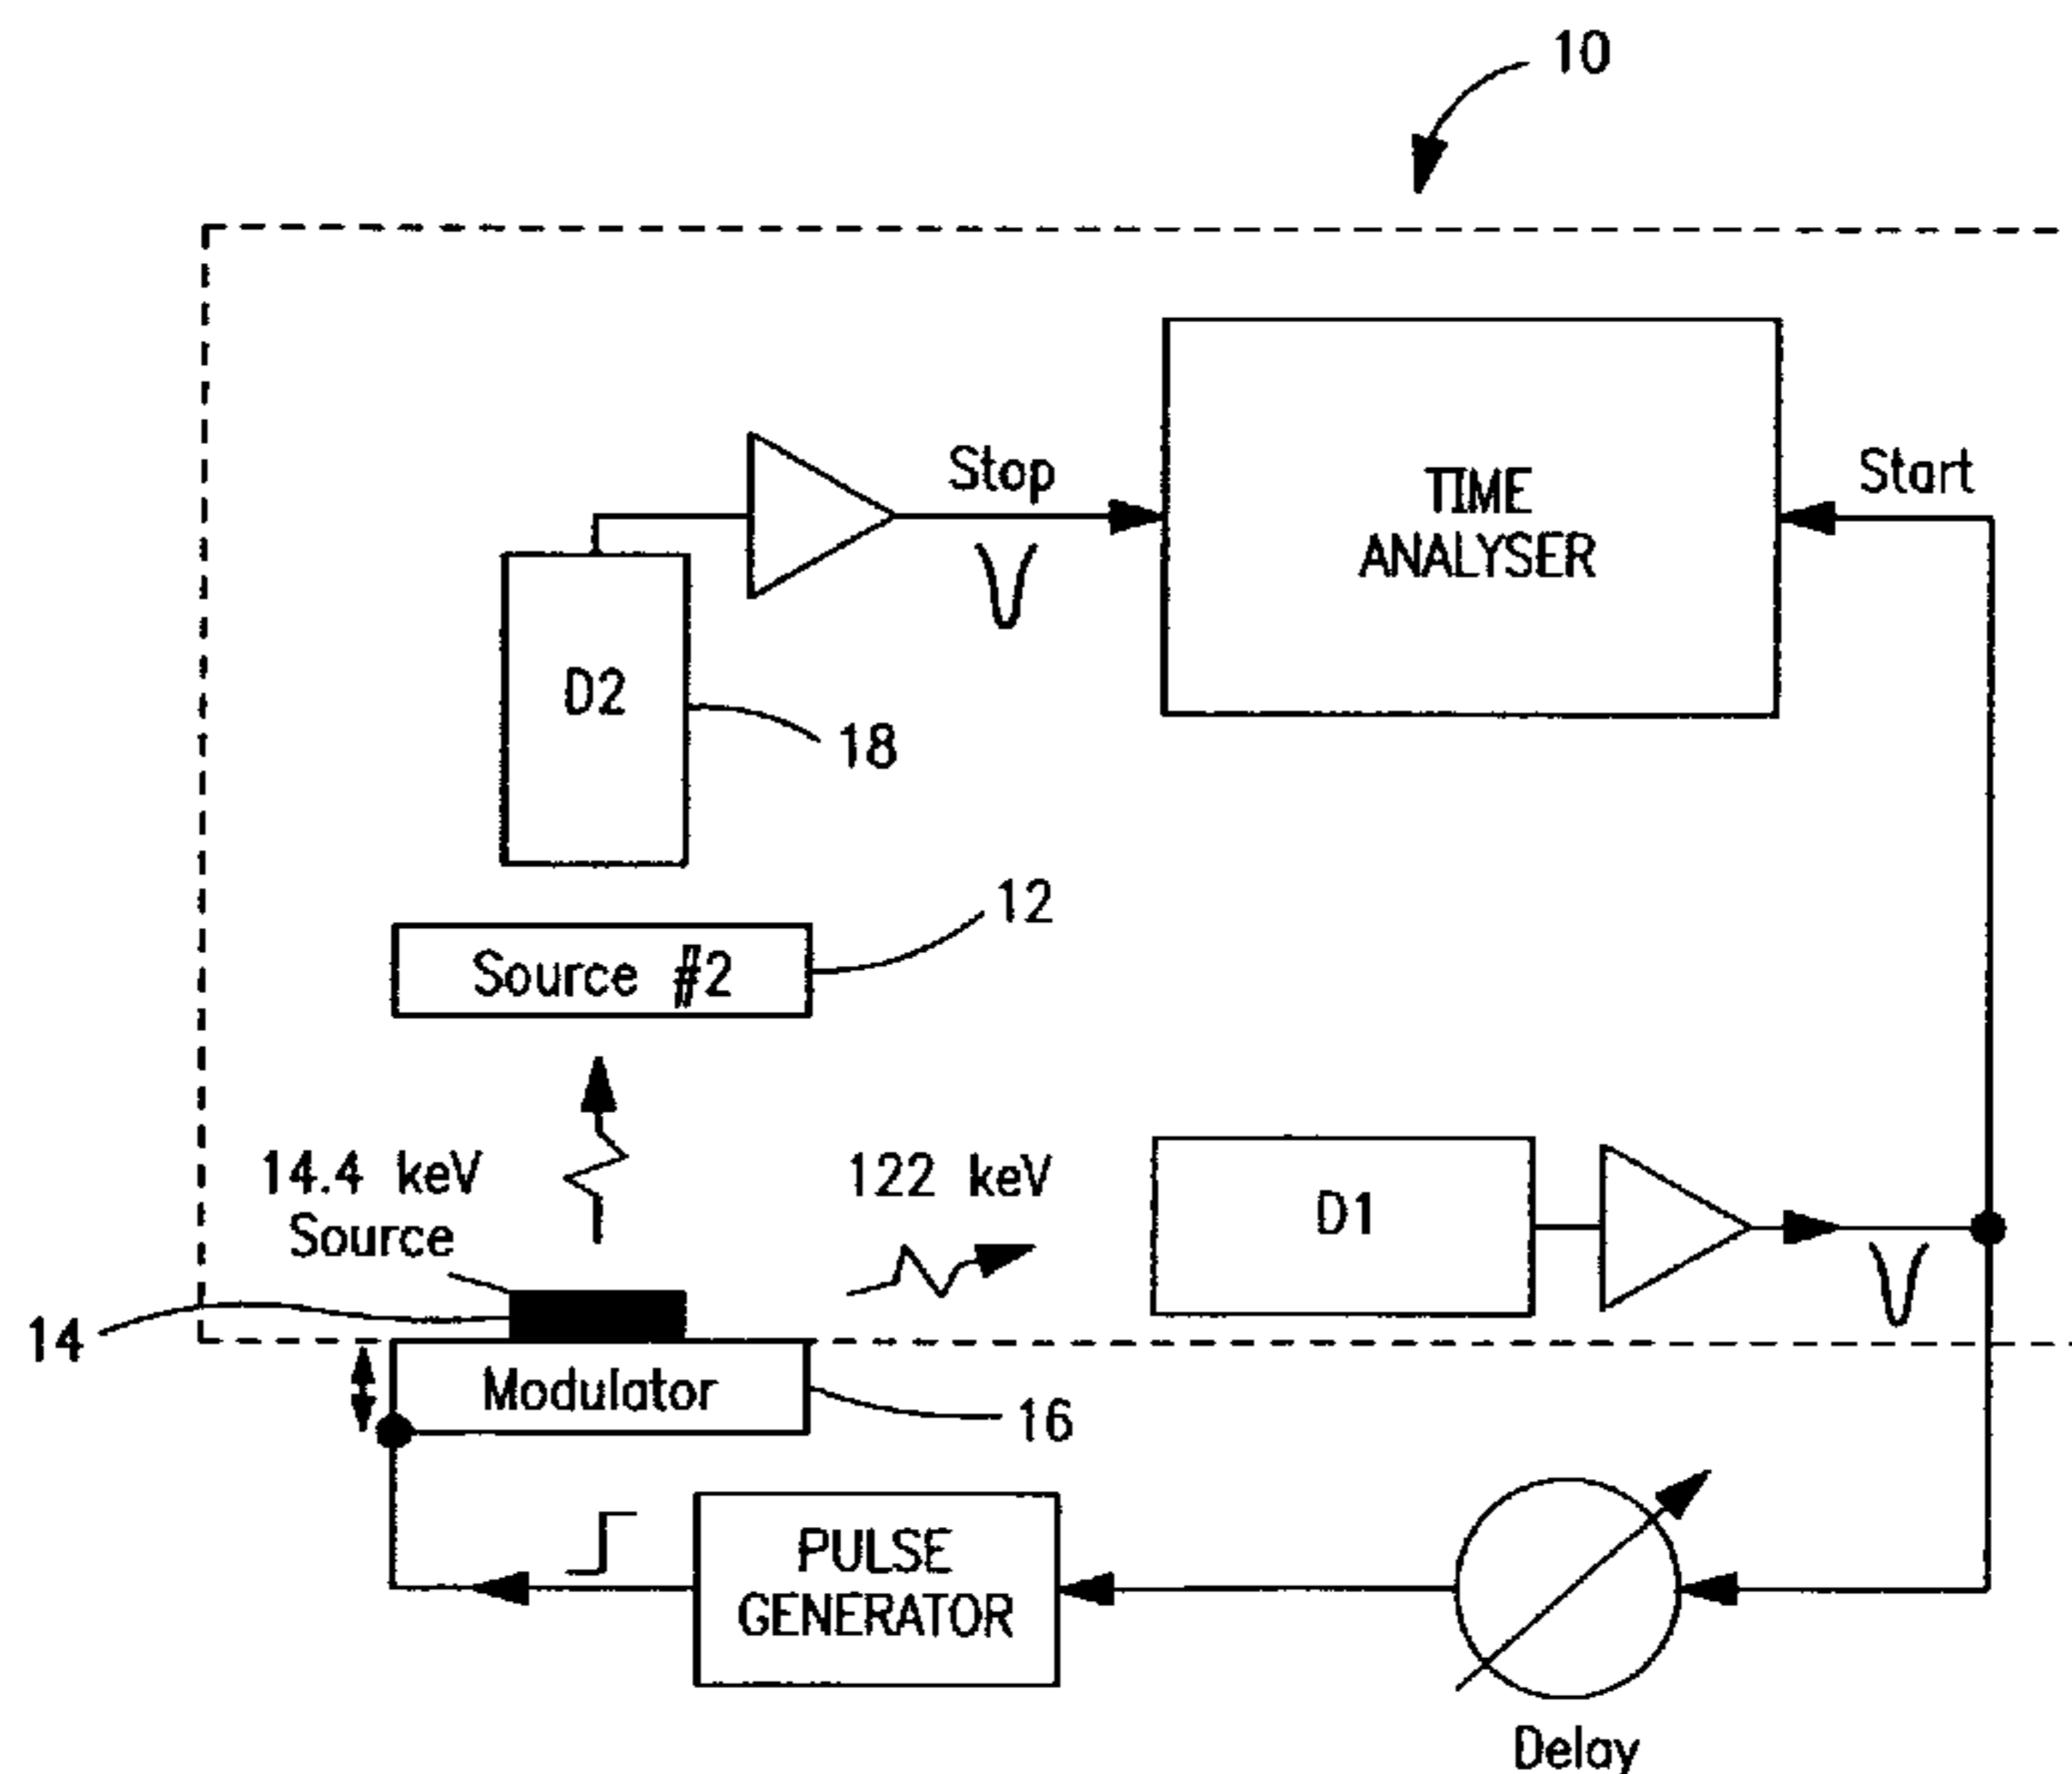 10
Stop
TIME
ANALYSER
Start
D2
18
12
Source #2
14.4 keV
Source
122 keV
D1
14
Modulator
16
PULSE
GENERATOR
Delay